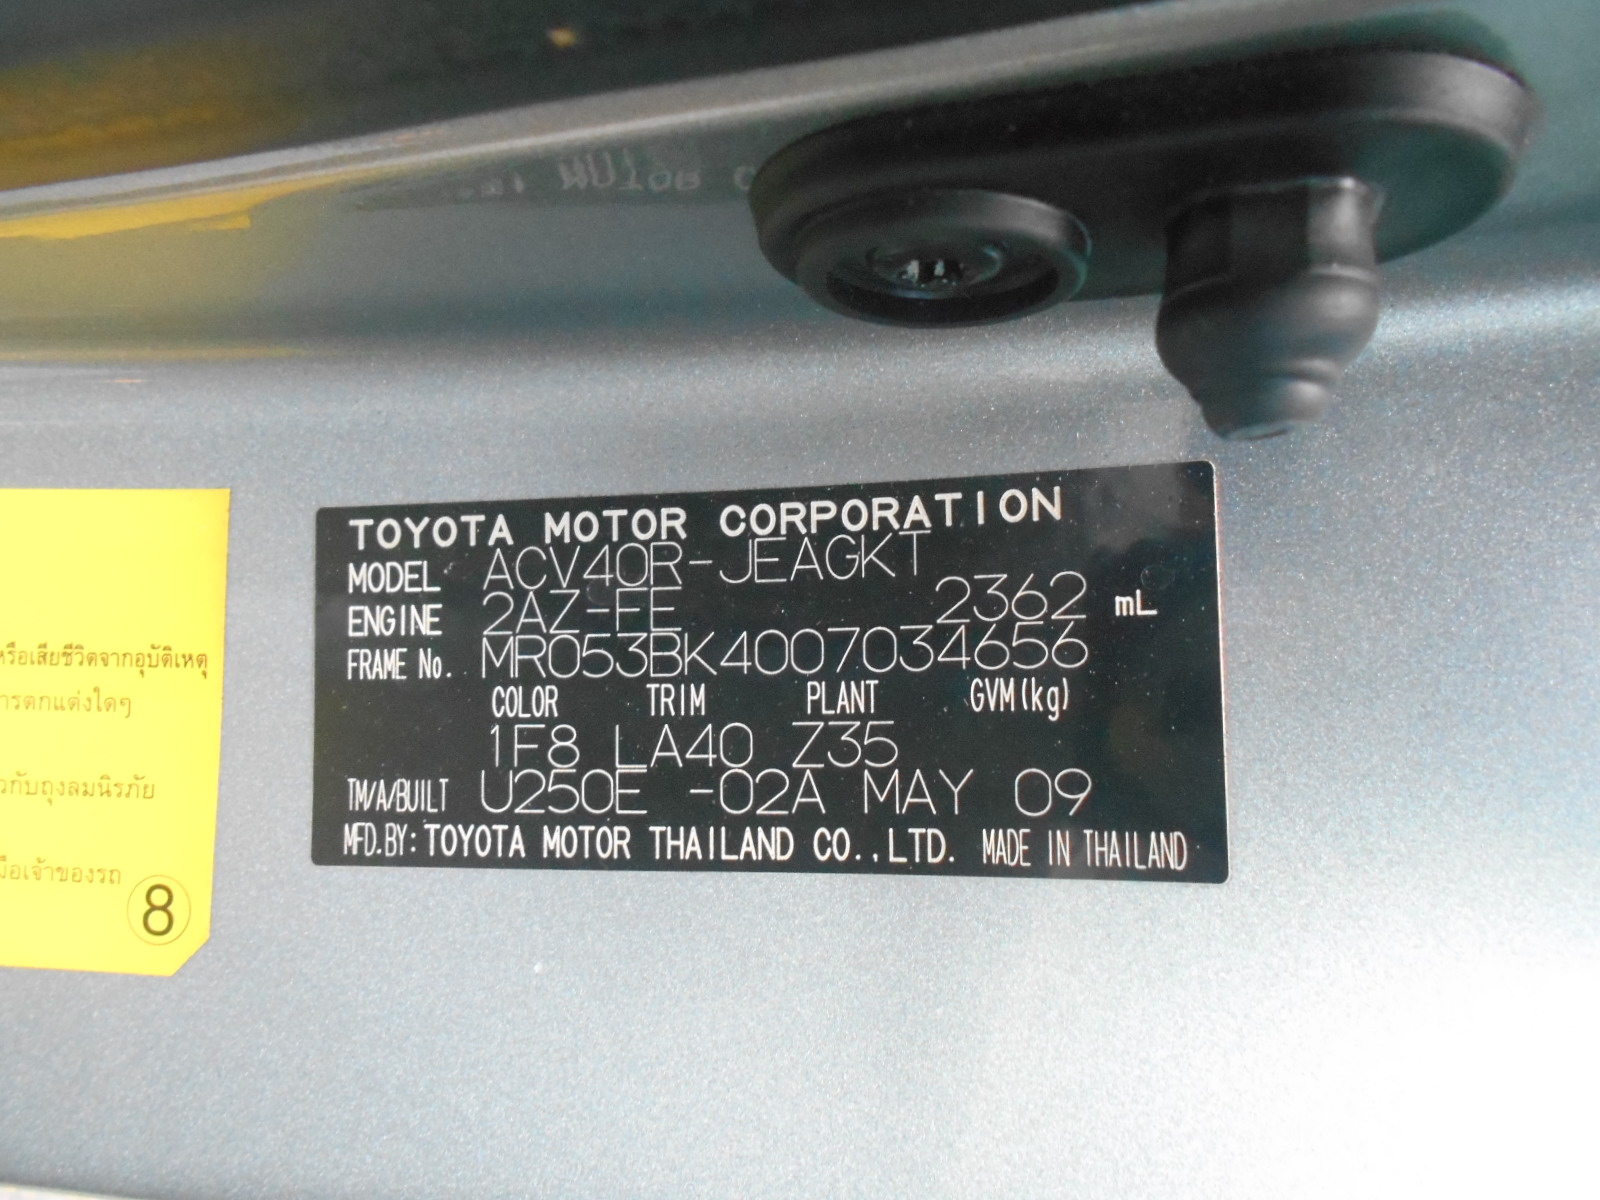 TOYOTA MOTOR CORPORATION
MODEL ACV40R-JEAGKT
ENGINE 2AZ-FE 2362 mL
FRAME No. MR053BK4007034656
COLOR TRIM PLANT GVM(kg)
1F8 LA40 Z35
TM/A/BUILT U250E -02A MAY 09
MFD.BY: TOYOTA MOTOR THAILAND CO.,LTD. MADE IN THAILAND
หรือเสียชีวิตจากอุบัติเหตุ
ารตกแต่งใดๆ
วกับถุงลมนิรภัย
มือเจ้าของรถ
8